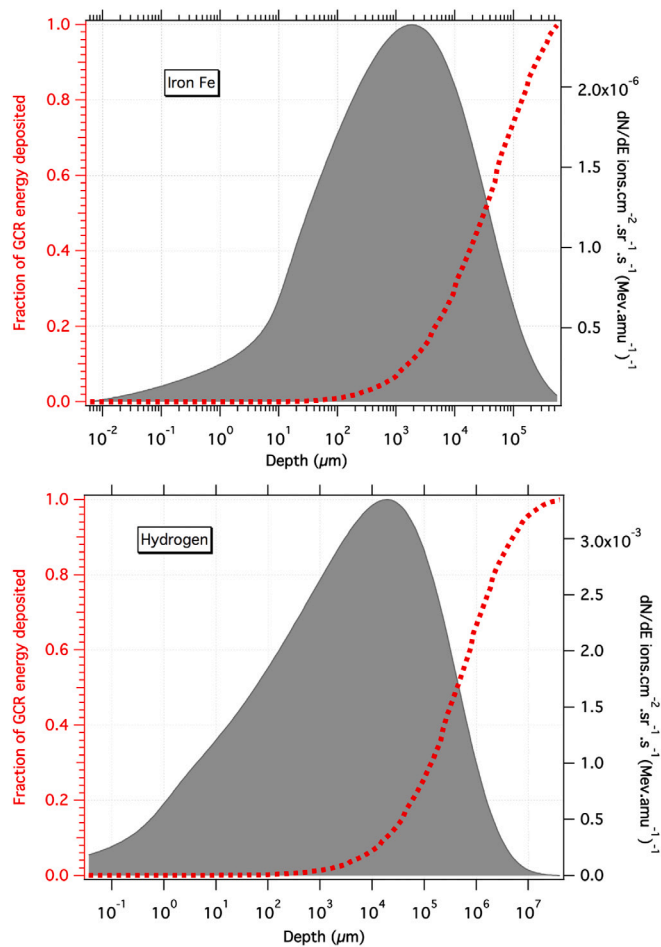 Iron Fe
Fraction of GCR energy deposited
1.0
0.8
0.6
0.4
0.2
0.0
2.0x10⁻⁶
1.5
1.0
0.5
dN/dE ions.cm⁻².sr⁻¹.s⁻¹(Mev.amu⁻¹)⁻¹
10⁻² 10⁻¹ 10⁰ 10¹ 10² 10³ 10⁴ 10⁵
Depth (µm)
Hydrogen
Fraction of GCR energy deposited
1.0
0.8
0.6
0.4
0.2
0.0
3.0x10⁻³
2.5
2.0
1.5
1.0
0.5
0.0
dN/dE ions.cm⁻².sr⁻¹.s⁻¹(Mev.amu⁻¹)⁻¹
10⁻¹ 10⁰ 10¹ 10² 10³ 10⁴ 10⁵ 10⁶ 10⁷
Depth (µm)